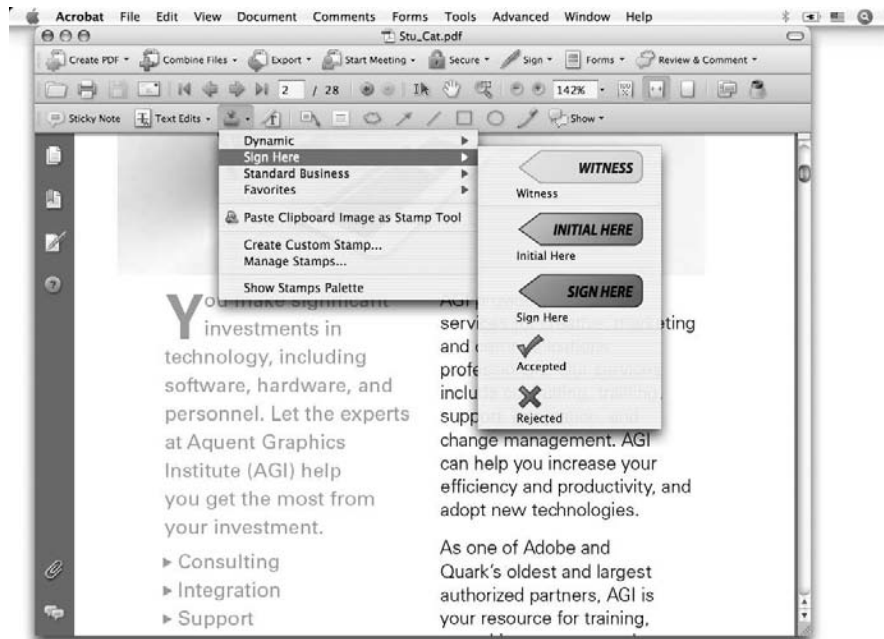 Acrobat File Edit View Document Comments Forms Tools Advanced Window Help
Stu_Cat.pdf
Create PDF Combine Files Export Start Meeting Secure Sign Forms Review & Comment
2 / 28 142%
Sticky Note Text Edits Show
Dynamic
Sign Here
Standard Business
Favorites
Paste Clipboard Image as Stamp Tool
Create Custom Stamp...
Manage Stamps...
Show Stamps Palette
WITNESS
Witness
INITIAL HERE
Initial Here
SIGN HERE
Sign Here
Accepted
Rejected
You make significant
investments in
technology, including
software, hardware, and
personnel. Let the experts
at Aquent Graphics
Institute (AGI) help
you get the most from
your investment.
▸ Consulting
▸ Integration
▸ Support
AGI
and
change management. AGI
can help you increase your
efficiency and productivity, and
adopt new technologies.
As one of Adobe and
Quark's oldest and largest
authorized partners, AGI is
your resource for training,